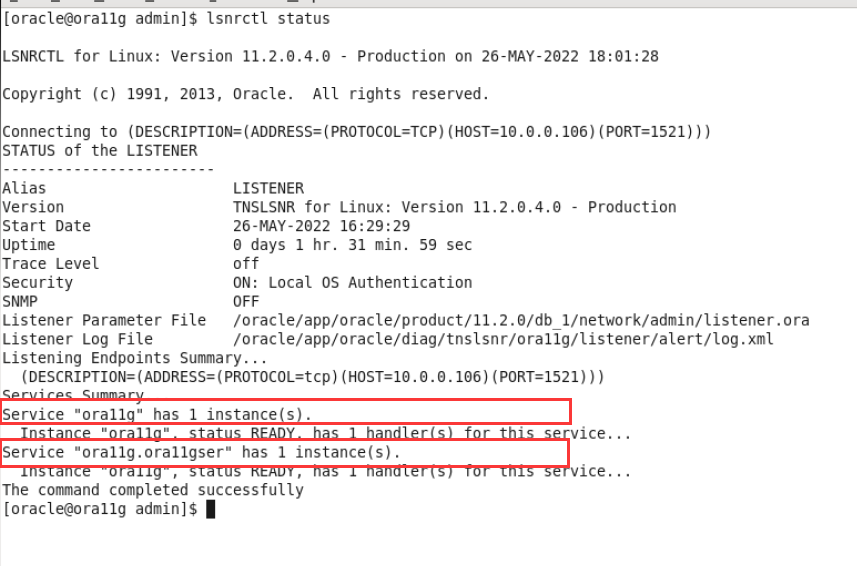 [oracle@ora11g admin]$ lsnrctl status
LSNRCTL for Linux: Version 11.2.0.4.0 - Production on 26-MAY-2022 18:01:28
Copyright (c) 1991, 2013, Oracle.  All rights reserved.
Connecting to (DESCRIPTION=(ADDRESS=(PROTOCOL=TCP)(HOST=10.0.0.106)(PORT=1521)))
STATUS of the LISTENER
------------------------
Alias                     LISTENER
Version                   TNSLSNR for Linux: Version 11.2.0.4.0 - Production
Start Date                26-MAY-2022 16:29:29
Uptime                    0 days 1 hr. 31 min. 59 sec
Trace Level               off
Security                  ON: Local OS Authentication
SNMP                      OFF
Listener Parameter File   /oracle/app/oracle/product/11.2.0/db_1/network/admin/listener.ora
Listener Log File         /oracle/app/oracle/diag/tnslsnr/ora11g/listener/alert/log.xml
Listening Endpoints Summary...
  (DESCRIPTION=(ADDRESS=(PROTOCOL=tcp)(HOST=10.0.0.106)(PORT=1521)))
Services Summary
Service "ora11g" has 1 instance(s).
  Instance "ora11g", status READY, has 1 handler(s) for this service...
Service "ora11g.ora11gser" has 1 instance(s).
  Instance "ora11g", status READY, has 1 handler(s) for this service...
The command completed successfully
[oracle@ora11g admin]$